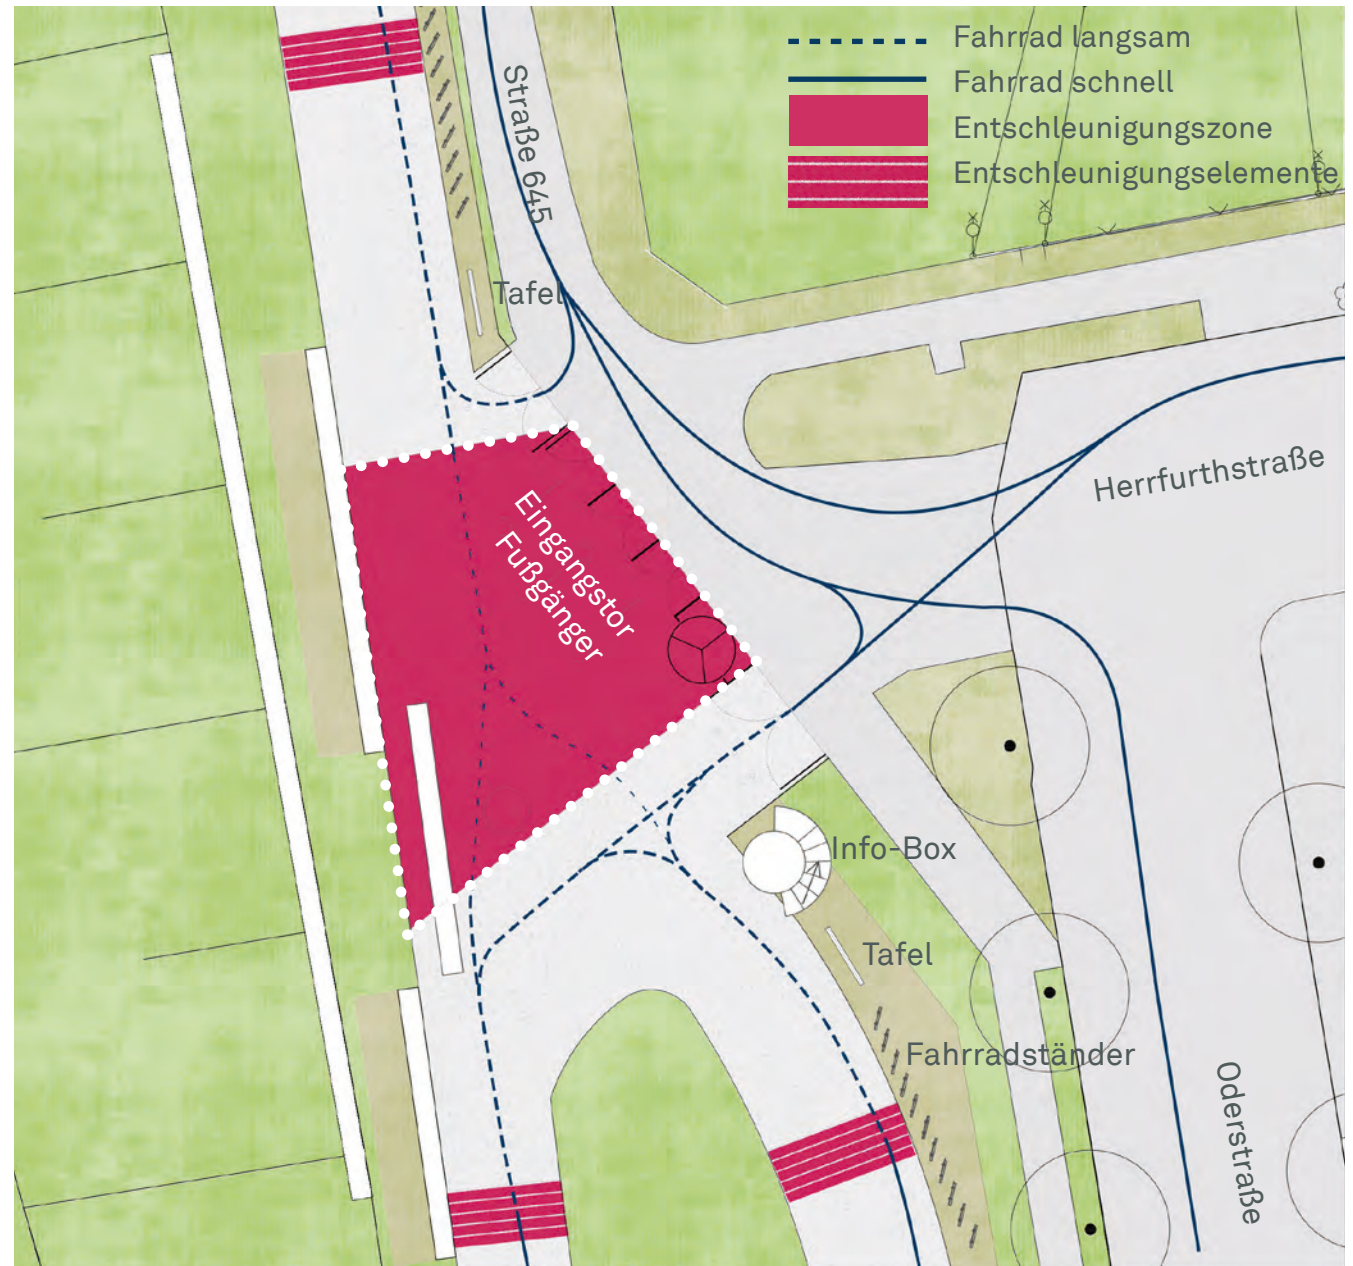 Fahrrad langsam
Fahrrad schnell
Entschleunigungszone
Entschleunigungselemente
Straße 645
Tafel
Herrfurthstraße
Eingangstor
Fußgänger
Info-Box
Tafel
Fahrradständer
Oderstraße